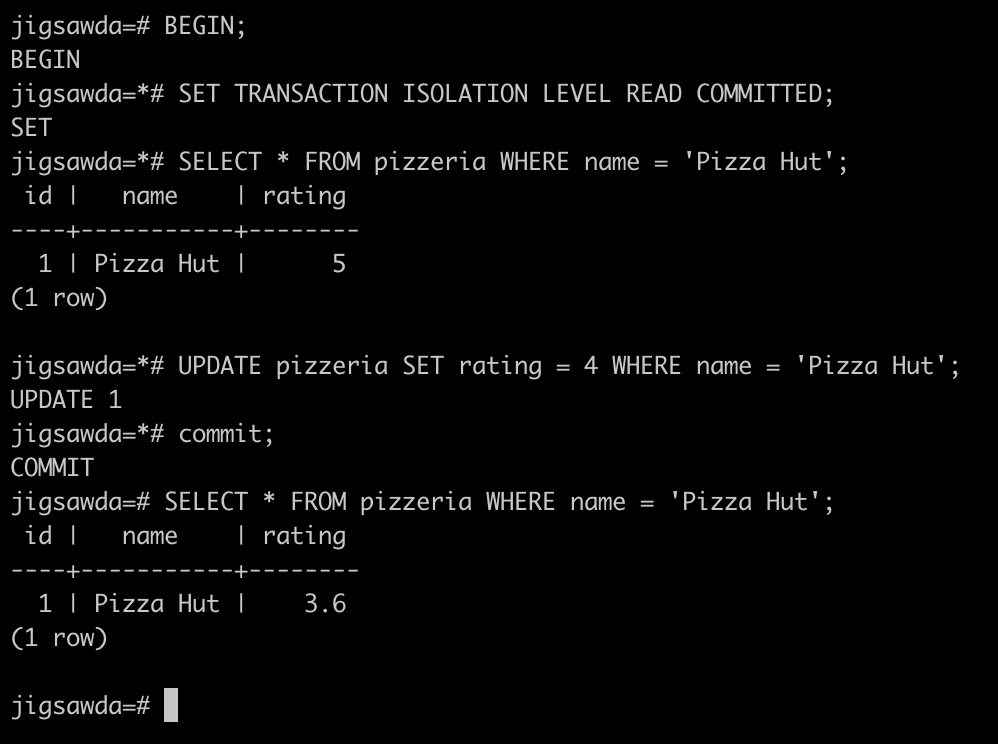 jigsawda=# BEGIN;
BEGIN
jigsawda=*# SET TRANSACTION ISOLATION LEVEL READ COMMITTED;
SET
jigsawda=*# SELECT * FROM pizzeria WHERE name = 'Pizza Hut';
 id |   name    | rating
----+-----------+--------
  1 | Pizza Hut |      5
(1 row)

jigsawda=*# UPDATE pizzeria SET rating = 4 WHERE name = 'Pizza Hut';
UPDATE 1
jigsawda=*# commit;
COMMIT
jigsawda=# SELECT * FROM pizzeria WHERE name = 'Pizza Hut';
 id |   name    | rating
----+-----------+--------
  1 | Pizza Hut |    3.6
(1 row)

jigsawda=#